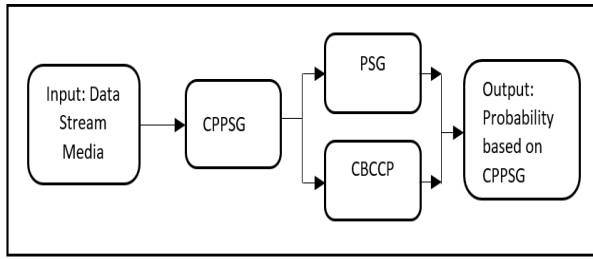 Input: Data
Stream
Media
CPPSG
PSG
CBCCP
Output:
Probability
based on
CPPSG